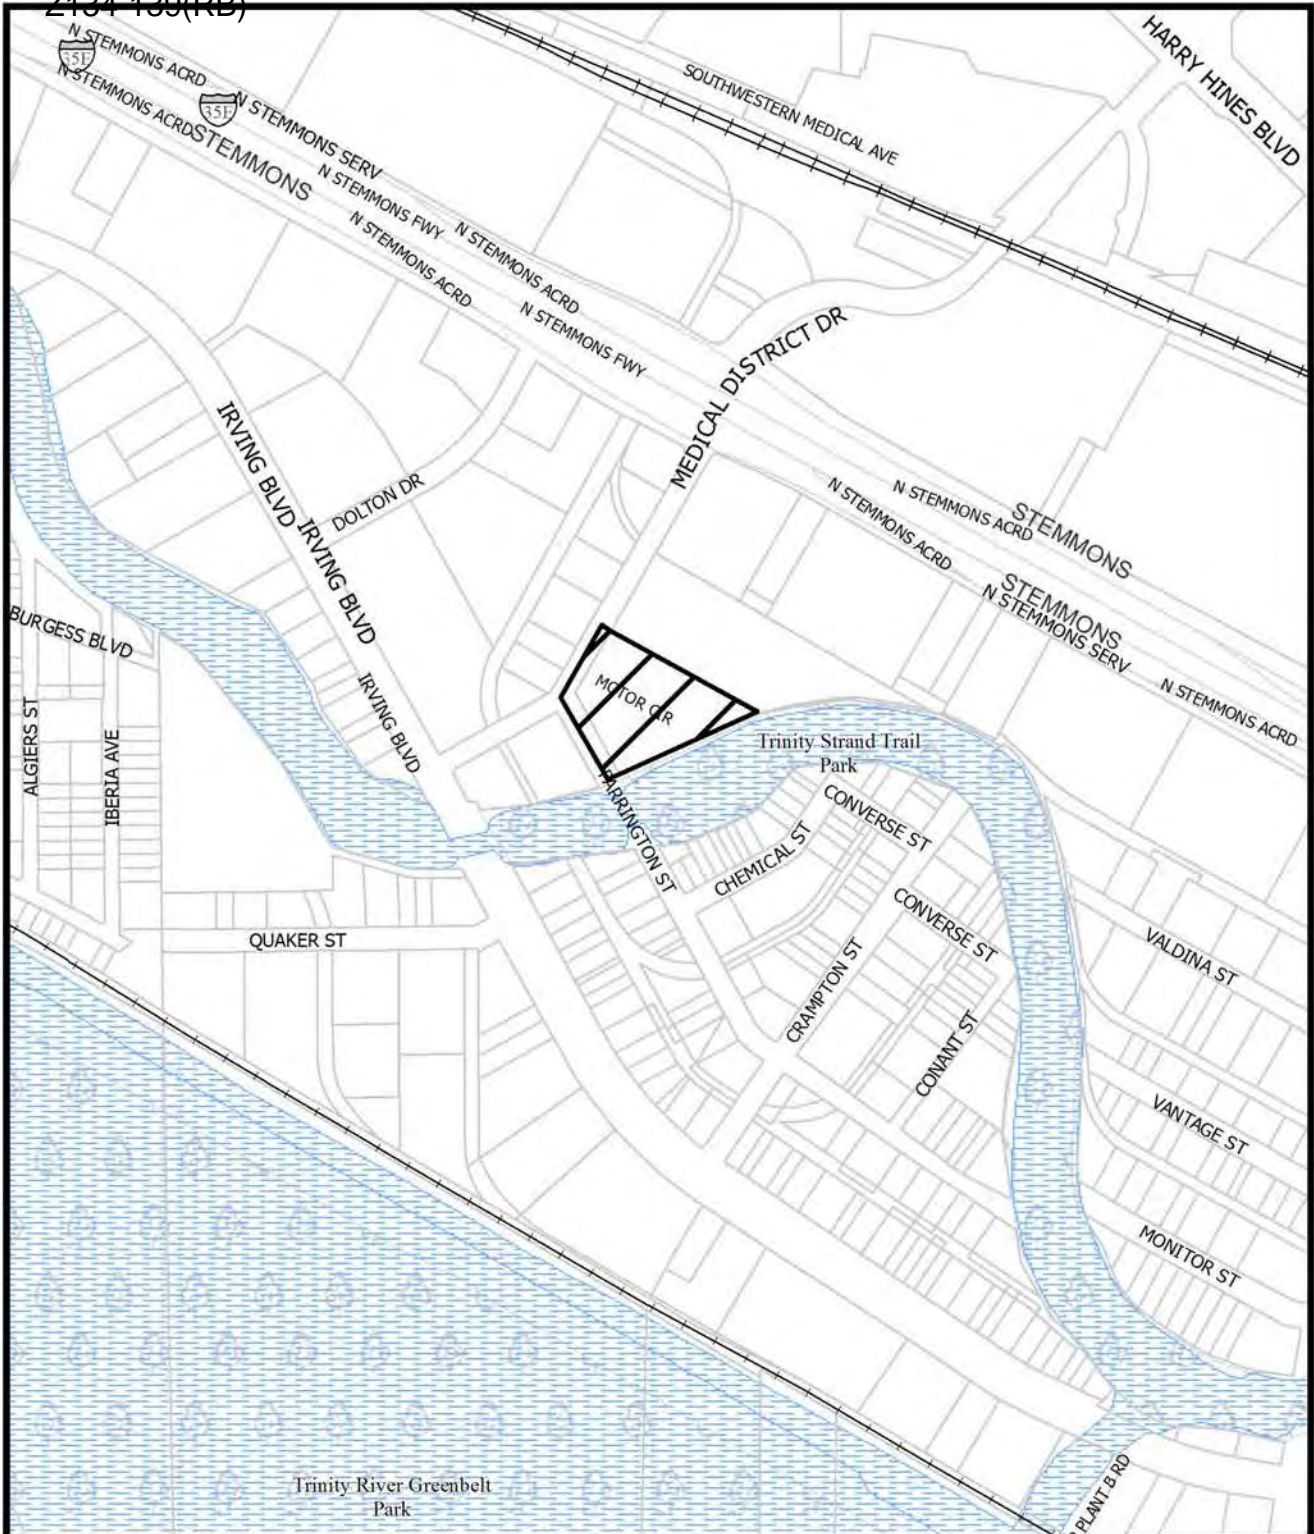 N STEMMONS ACRD
35E
N STEMMONS ACRD
35E
STEMMONS
N STEMMONS SERV
N STEMMONS FWY
N STEMMONS ACRD
N STEMMONS ACRD
N STEMMONS FWY
SOUTHWESTERN MEDICAL AVE
HARRY HINES BLVD
MEDICAL DISTRICT DR
IRVING BLVD
DOLTON DR
IRVING BLVD
IRVING BLVD
N STEMMONS ACRD
N STEMMONS ACRD
STEMMONS
STEMMONS
N STEMMONS SERV
N STEMMONS ACRD
BURGESS BLVD
ALGIERS ST
IBERIA AVE
MOTOR CIR
Trinity Strand Trail
Park
CONVERSE ST
CHEMICAL ST
CONVERSE ST
QUAKER ST
CRAMPTON ST
CONANT ST
VALDINA ST
VANTAGE ST
MONITOR ST
Trinity River Greenbelt
Park
PLANT B RD